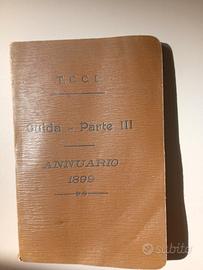 T. C. C. I.
Guida - Parte III
ANNUARIO
1899
subito